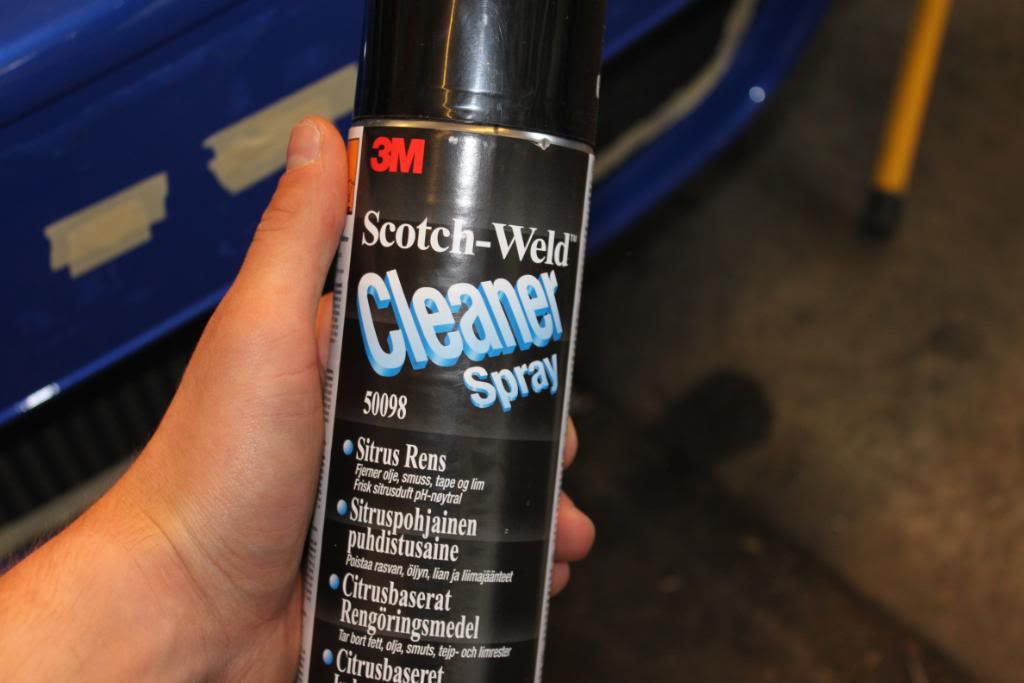 3M
Scotch-Weld™
Cleaner
Spray
50098
Sitrus Rens
Fjerner olje, smuss, tape og lim
Frisk sitrusduft pH-nøytral
Sitruspohjainen
puhdistusaine
Poistaa rasvan, öljyn, lian ja liimajäänteet
Citrusbaserat
Rengöringsmedel
Tar bort fett, olja, smuts, tejp- och limrester
Citrusbaseret